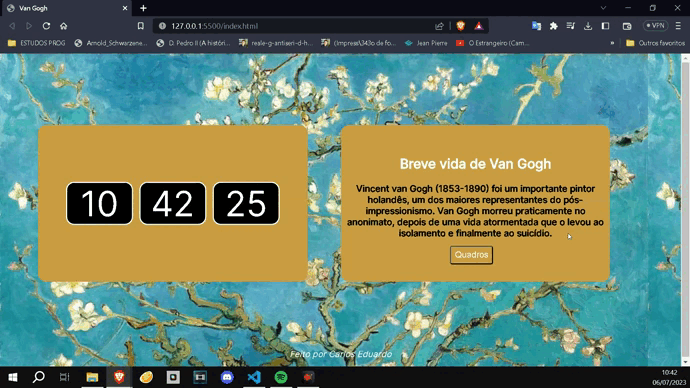 Van Gogh
127.0.0.1:5500/index.html
VPN
ESTUDOS PROG
Arnold_Schwarzene...
D. Pedro II (A históri...
reale-g-antiseri-d-h...
(Impress\343o de fo...
Jean Pierre
O Estrangeiro (Cam...
Outros favoritos
10 42 25
Breve vida de Van Gogh
Vincent van Gogh (1853-1890) foi um importante pintor
holandês, um dos maiores representantes do pós-
impressionismo. Van Gogh morreu praticamente no
anonimato, depois de uma vida atormentada que o levou ao
isolamento e finalmente ao suicídio.
Quadros
Feito por Carlos Eduardo
10:42
06/07/2023